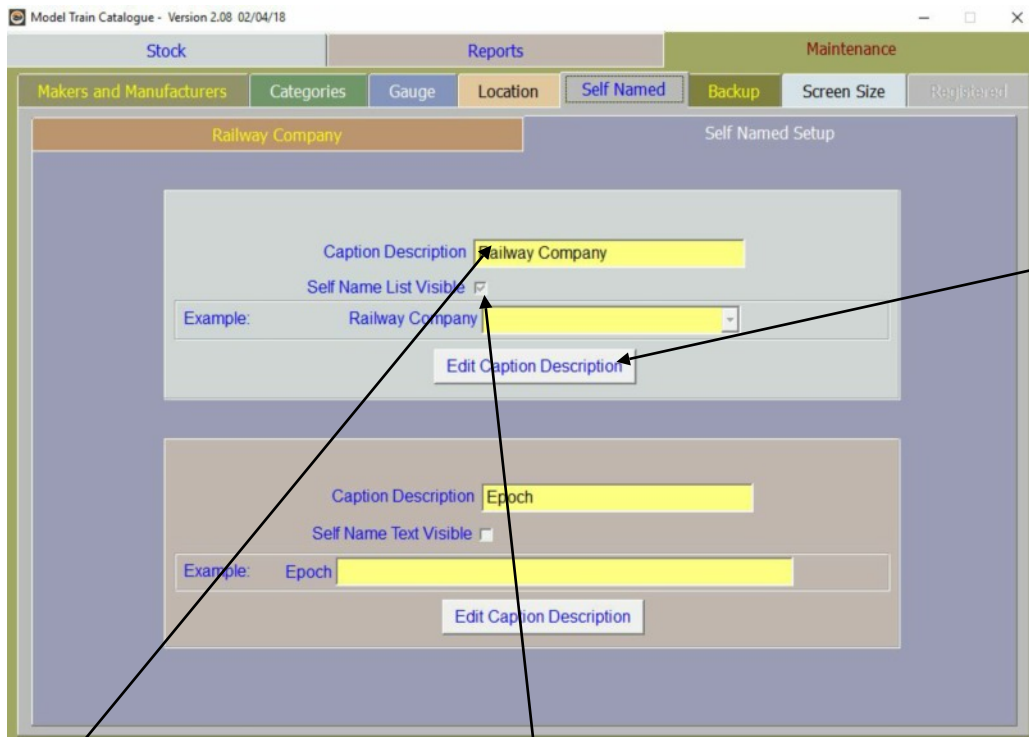 Model Train Catalogue - Version 2.08 02/04/18
Stock Reports Maintenance
Makers and Manufacturers Categories Gauge Location Self Named Backup Screen Size Registered
Railway Company Self Named Setup
Caption Description Railway Company
Self Name List Visible
Example: Railway Company
Edit Caption Description
Caption Description Epoch
Self Name Text Visible
Example: Epoch
Edit Caption Description